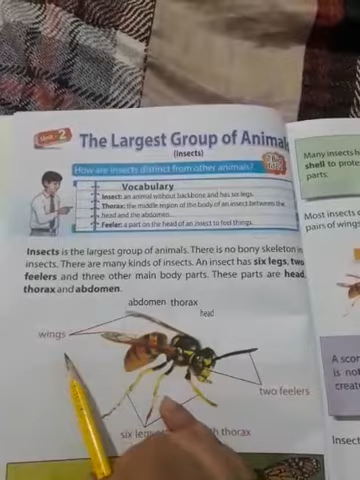 Unit - 2
The Largest Group of Animal
(Insects)
How are insects distinct from other animals?
Vocabulary
Insect: an animal without backbone and has six legs.
Thorax: the middle region of the body of an insect between the
head and the abdomen.
Feeler: a part on the head of an insect to feel things.
Insects is the largest group of animals. There is no bony skeleton in
insects. There are many kinds of insects. An insect has six legs, two
feelers and three other main body parts. These parts are head,
thorax and abdomen.
abdomen thorax
head
wings
two feelers
six thorax
Many insects h
shell to prote
parts.
Most insects
pairs of wings
A scor
is not
creat
Insect